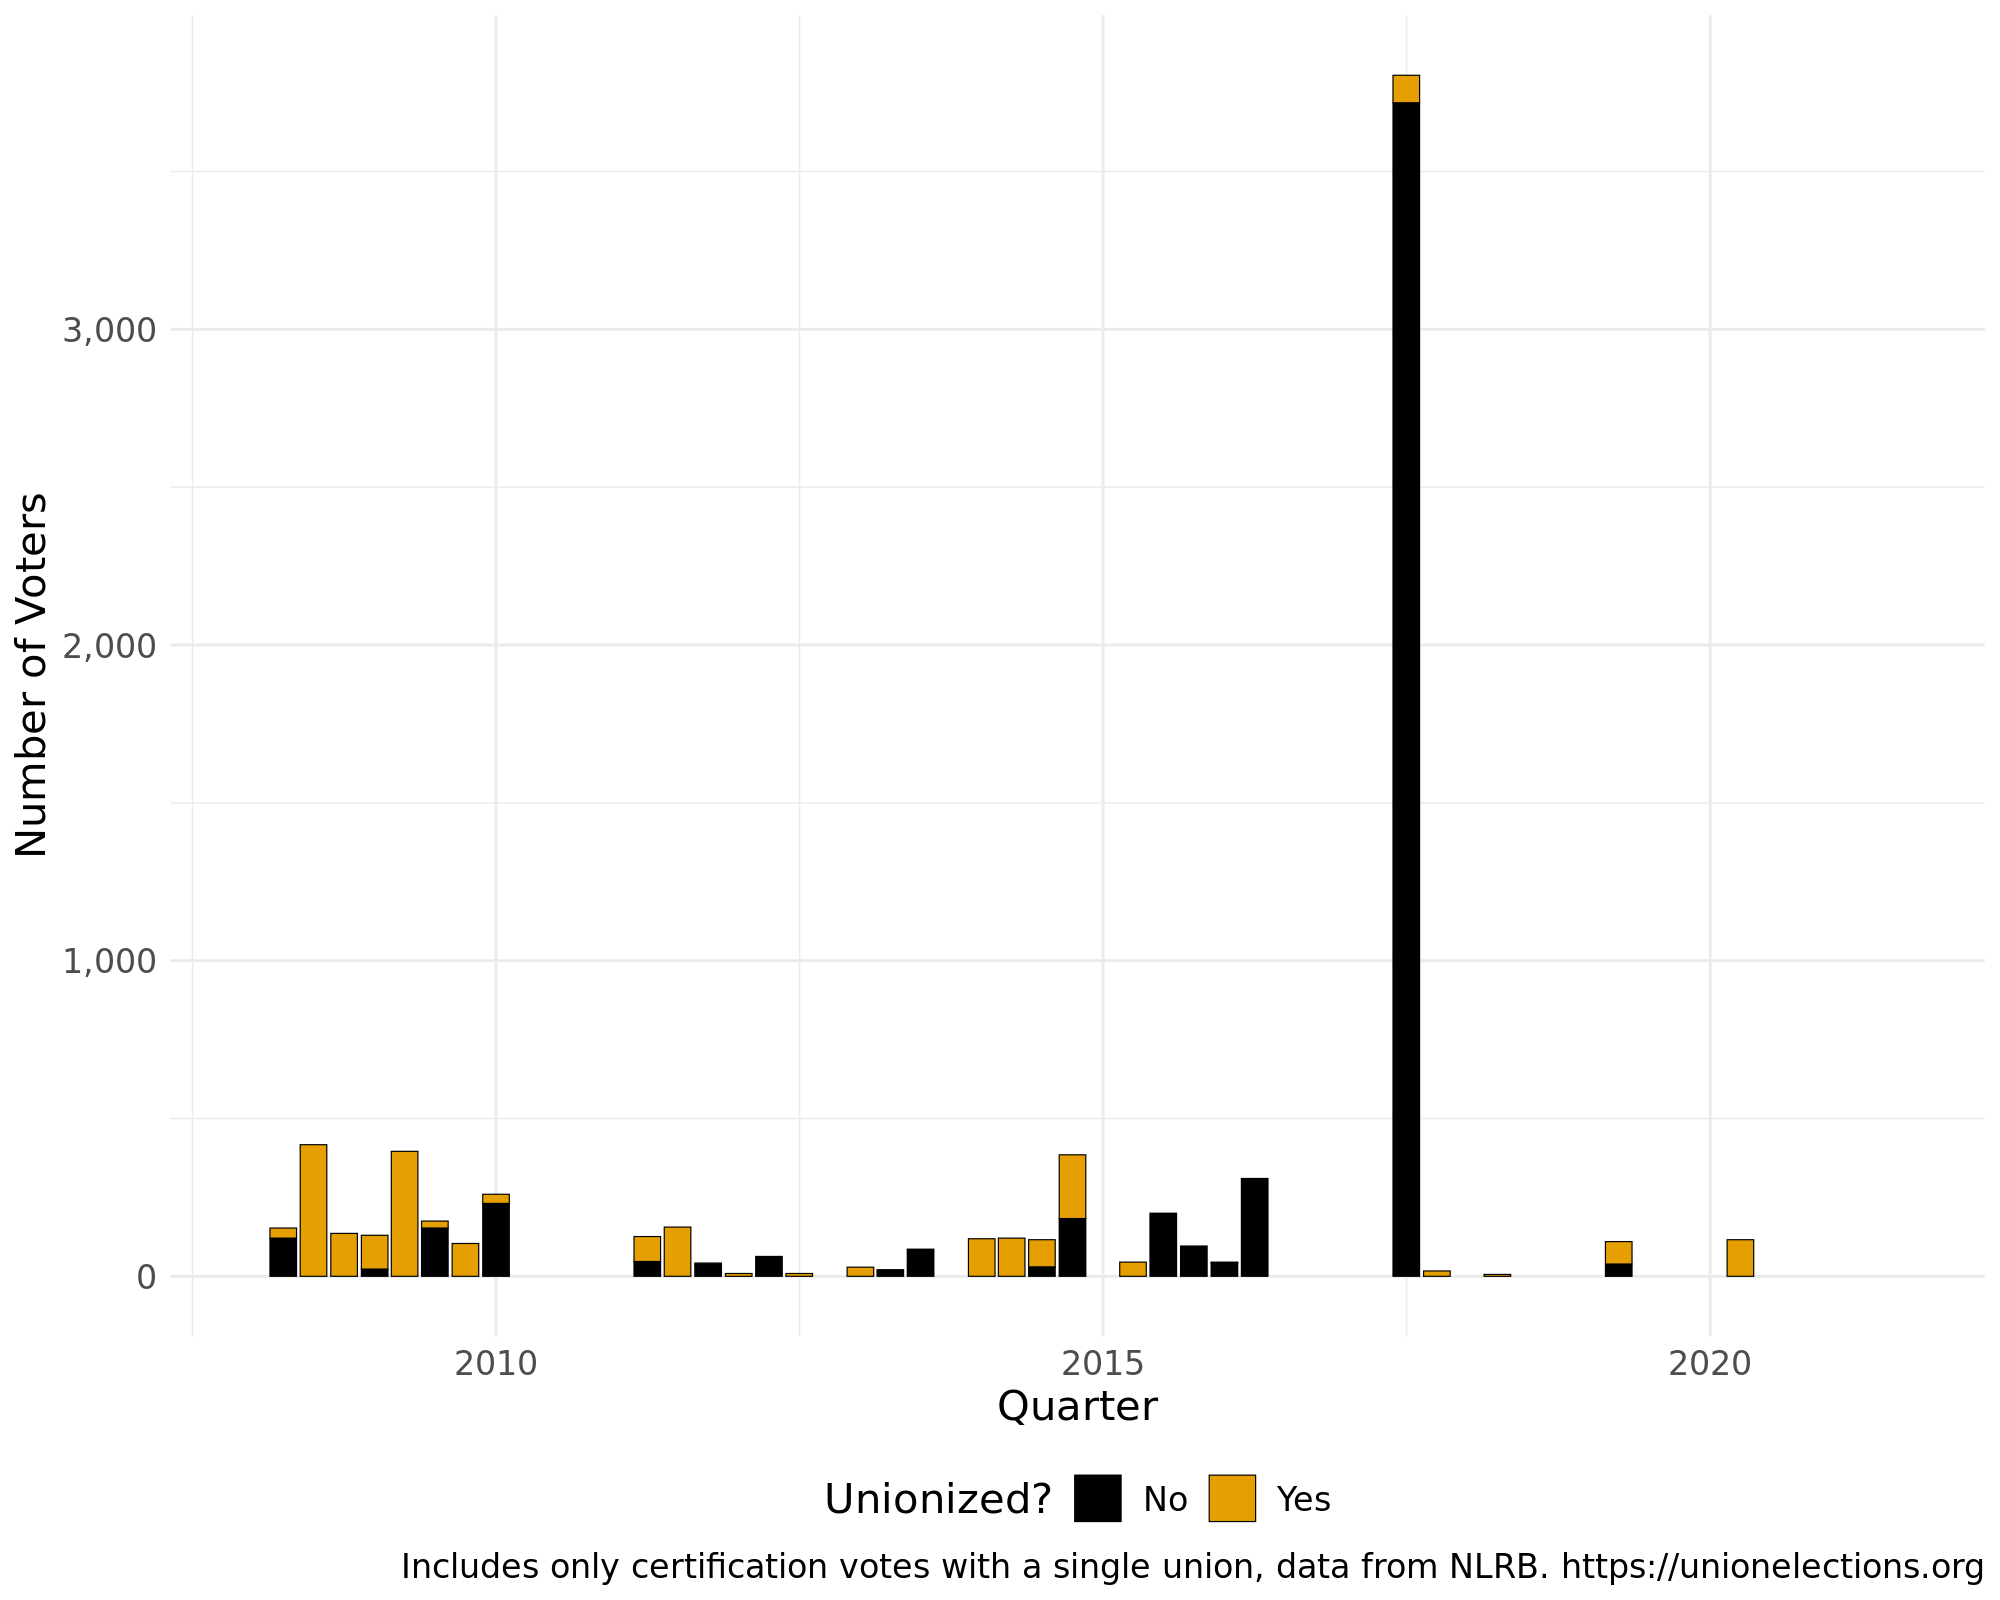 Number of Voters
3,000
2,000
1,000
0
2010 2015 2020
Quarter
Unionized? No Yes
Includes only certification votes with a single union, data from NLRB. https://unionelections.org